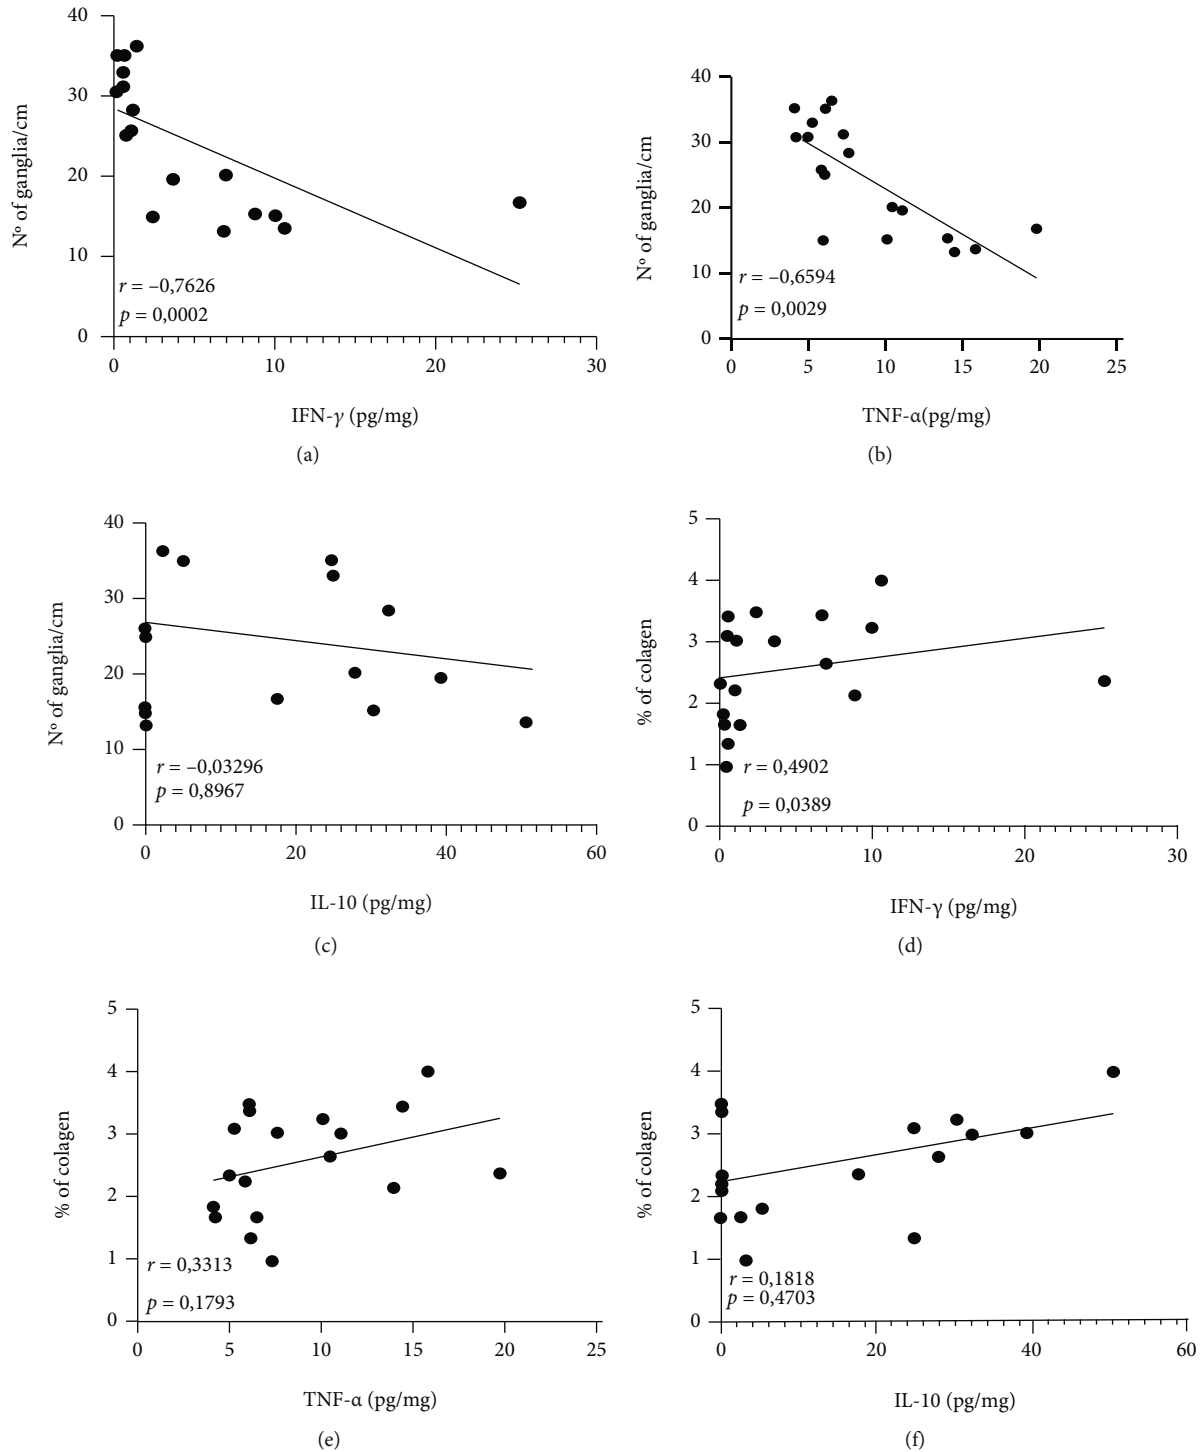 40
30
20
10
0
Nº of ganglia/cm
r = –0,7626
p = 0,0002
0 10 20 30
IFN-γ (pg/mg)
(a)
40
30
20
10
0
Nº of ganglia/cm
r = –0,6594
p = 0,0029
0 5 10 15 20 25
TNF-α(pg/mg)
(b)
40
30
20
10
0
Nº of ganglia/cm
r = –0,03296
p = 0,8967
0 20 40 60
IL-10 (pg/mg)
(c)
5
4
3
2
1
0
% of colagen
r = 0,4902
p = 0,0389
0 10 20 30
IFN-γ (pg/mg)
(d)
5
4
3
2
1
0
% of colagen
r = 0,3313
p = 0,1793
0 5 10 15 20 25
TNF-α (pg/mg)
(e)
5
4
3
2
1
0
% of colagen
r = 0,1818
p = 0,4703
0 20 40 60
IL-10 (pg/mg)
(f)